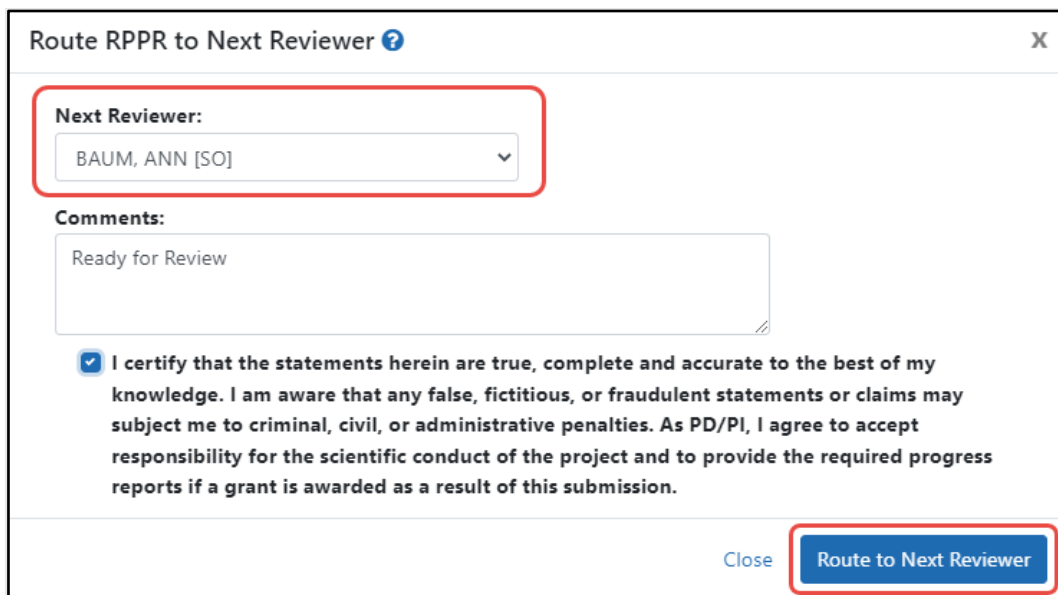 Route RPPR to Next Reviewer ?
X
Next Reviewer:
BAUM, ANN [SO]
Comments:
Ready for Review
I certify that the statements herein are true, complete and accurate to the best of my
knowledge. I am aware that any false, fictitious, or fraudulent statements or claims may
subject me to criminal, civil, or administrative penalties. As PD/PI, I agree to accept
responsibility for the scientific conduct of the project and to provide the required progress
reports if a grant is awarded as a result of this submission.
Close
Route to Next Reviewer